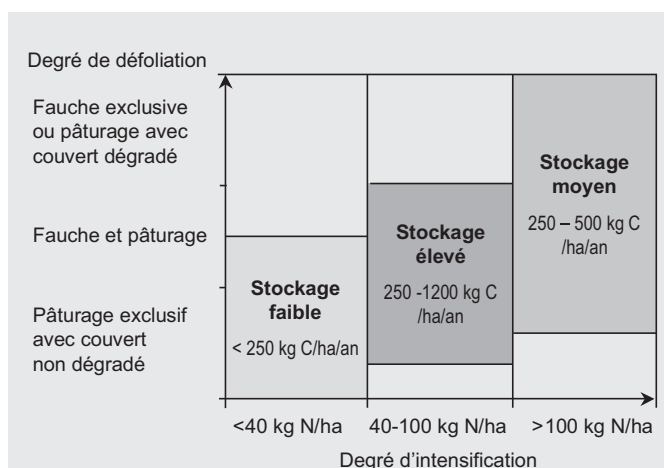 Degré de défoliation
Fauche exclusive
ou pâturage avec
couvert dégradé
Fauche et pâturage
Pâturage exclusif
avec couvert
non dégradé
Stockage
faible
< 250 kg C/ha/an
Stockage
élevé
250 -1200 kg C
/ha/an
Stockage
moyen
250 – 500 kg C
/ha/an
<40 kg N/ha
40-100 kg N/ha
>100 kg N/ha
Degré d'intensification